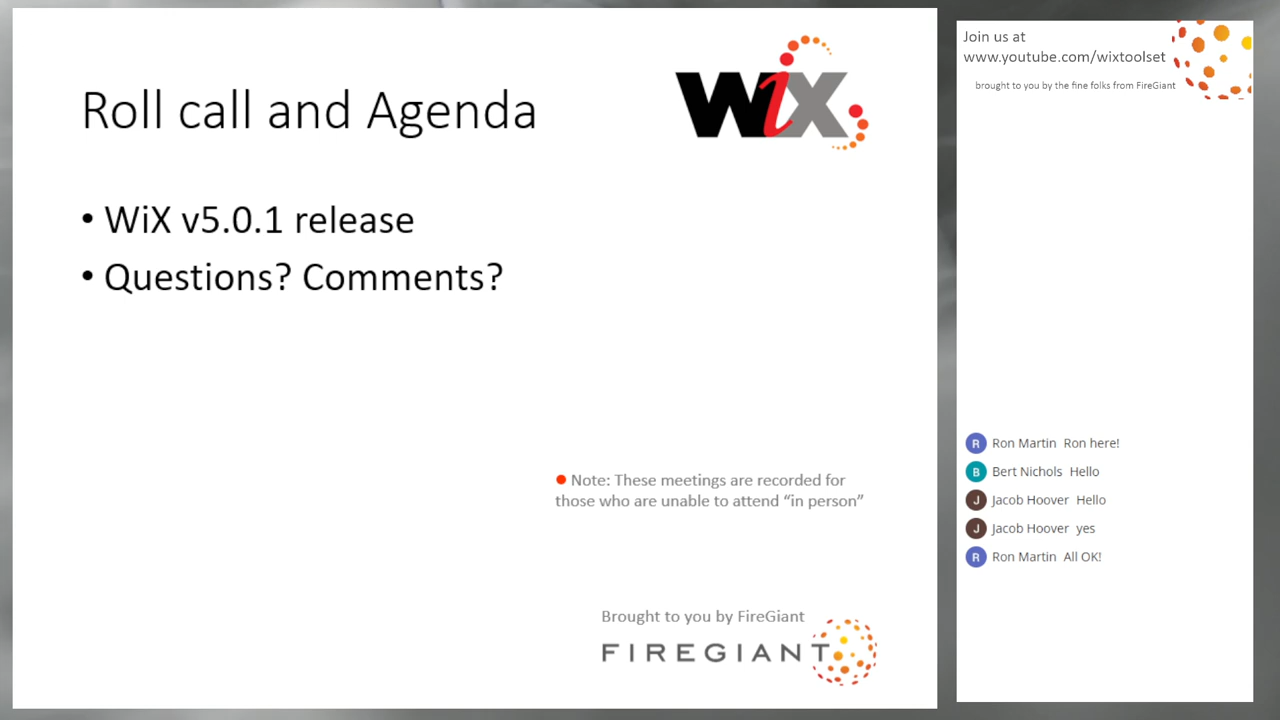 Roll call and Agenda
WiX
• WiX v5.0.1 release
• Questions? Comments?
Note: These meetings are recorded for
those who are unable to attend “in person”
Brought to you by FireGiant
FIREGIANT
Join us at
www.youtube.com/wixtoolset
brought to you by the fine folks from FireGiant
R Ron Martin Ron here!
B Bert Nichols Hello
J Jacob Hoover Hello
J Jacob Hoover yes
R Ron Martin All OK!